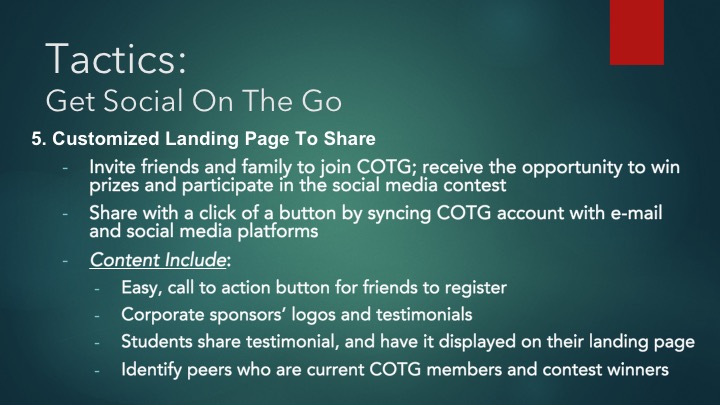 Tactics:
Get Social On The Go
5. Customized Landing Page To Share
- Invite friends and family to join COTG; receive the opportunity to win
prizes and participate in the social media contest
- Share with a click of a button by syncing COTG account with e-mail
and social media platforms
- Content Include:
- Easy, call to action button for friends to register
- Corporate sponsors’ logos and testimonials
- Students share testimonial, and have it displayed on their landing page
- Identify peers who are current COTG members and contest winners